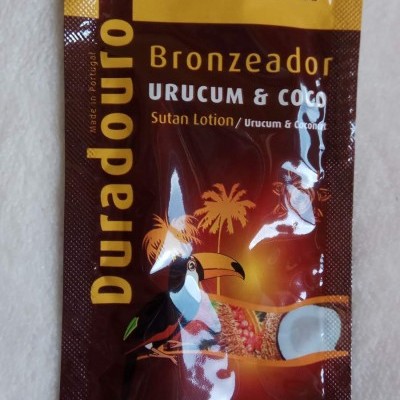 Made in Portugal
Duradouro
Bronzeador
URUCUM & COCO
Sutan Lotion / Urucum & Coconut